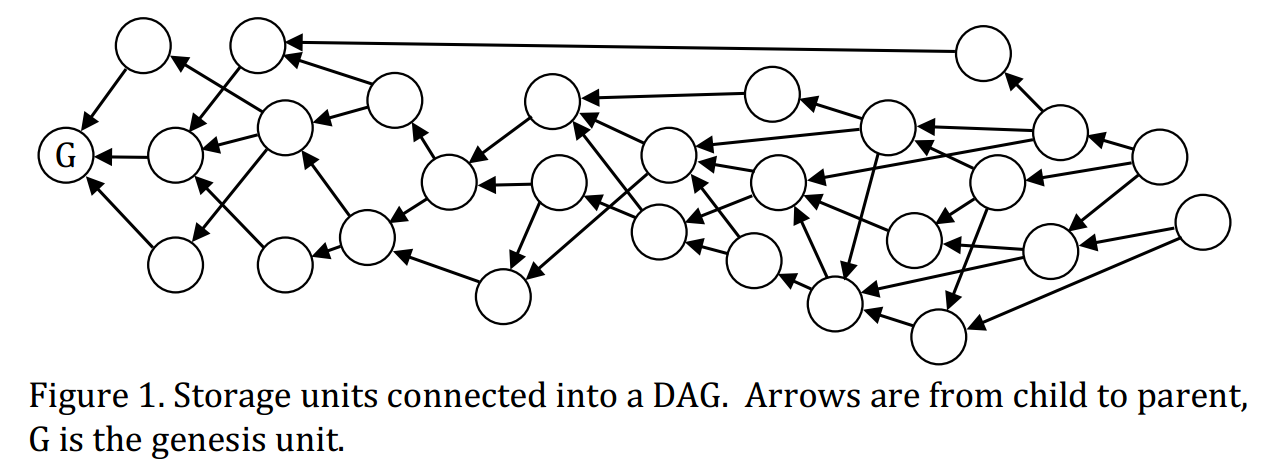 G
Figure 1. Storage units connected into a DAG.  Arrows are from child to parent,
G is the genesis unit.